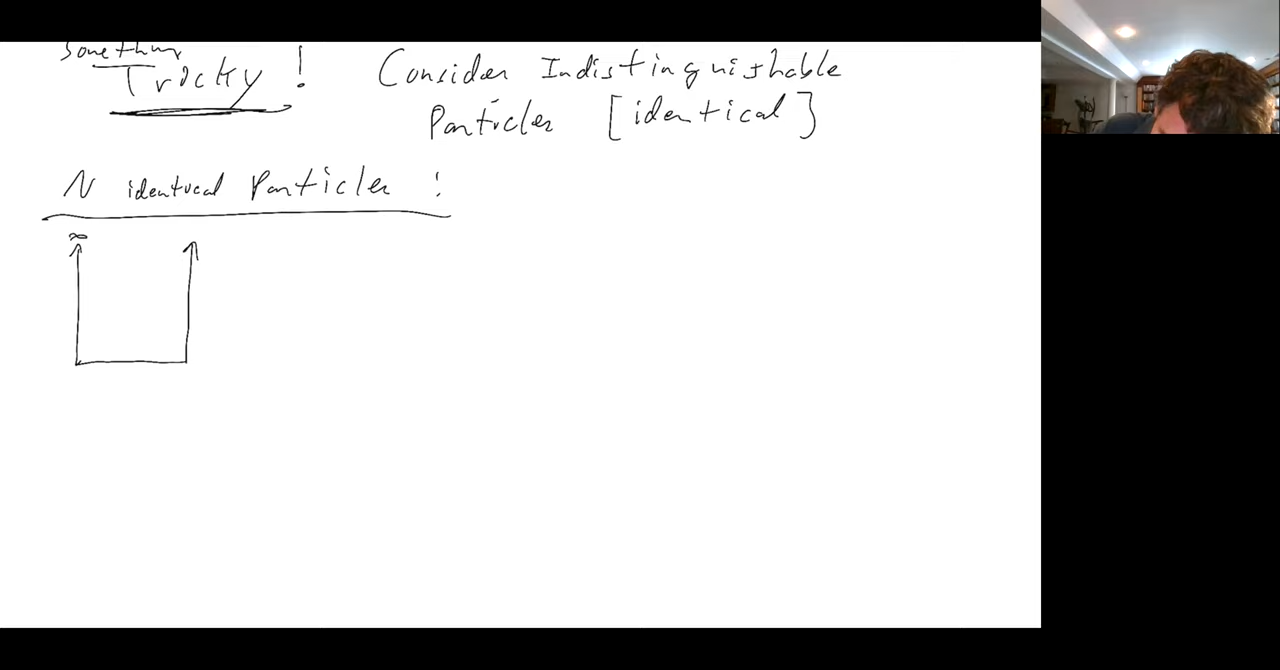 Something
Tricky! Consider Indistinguishable
Particles [identical]
N identical Particles :
∞